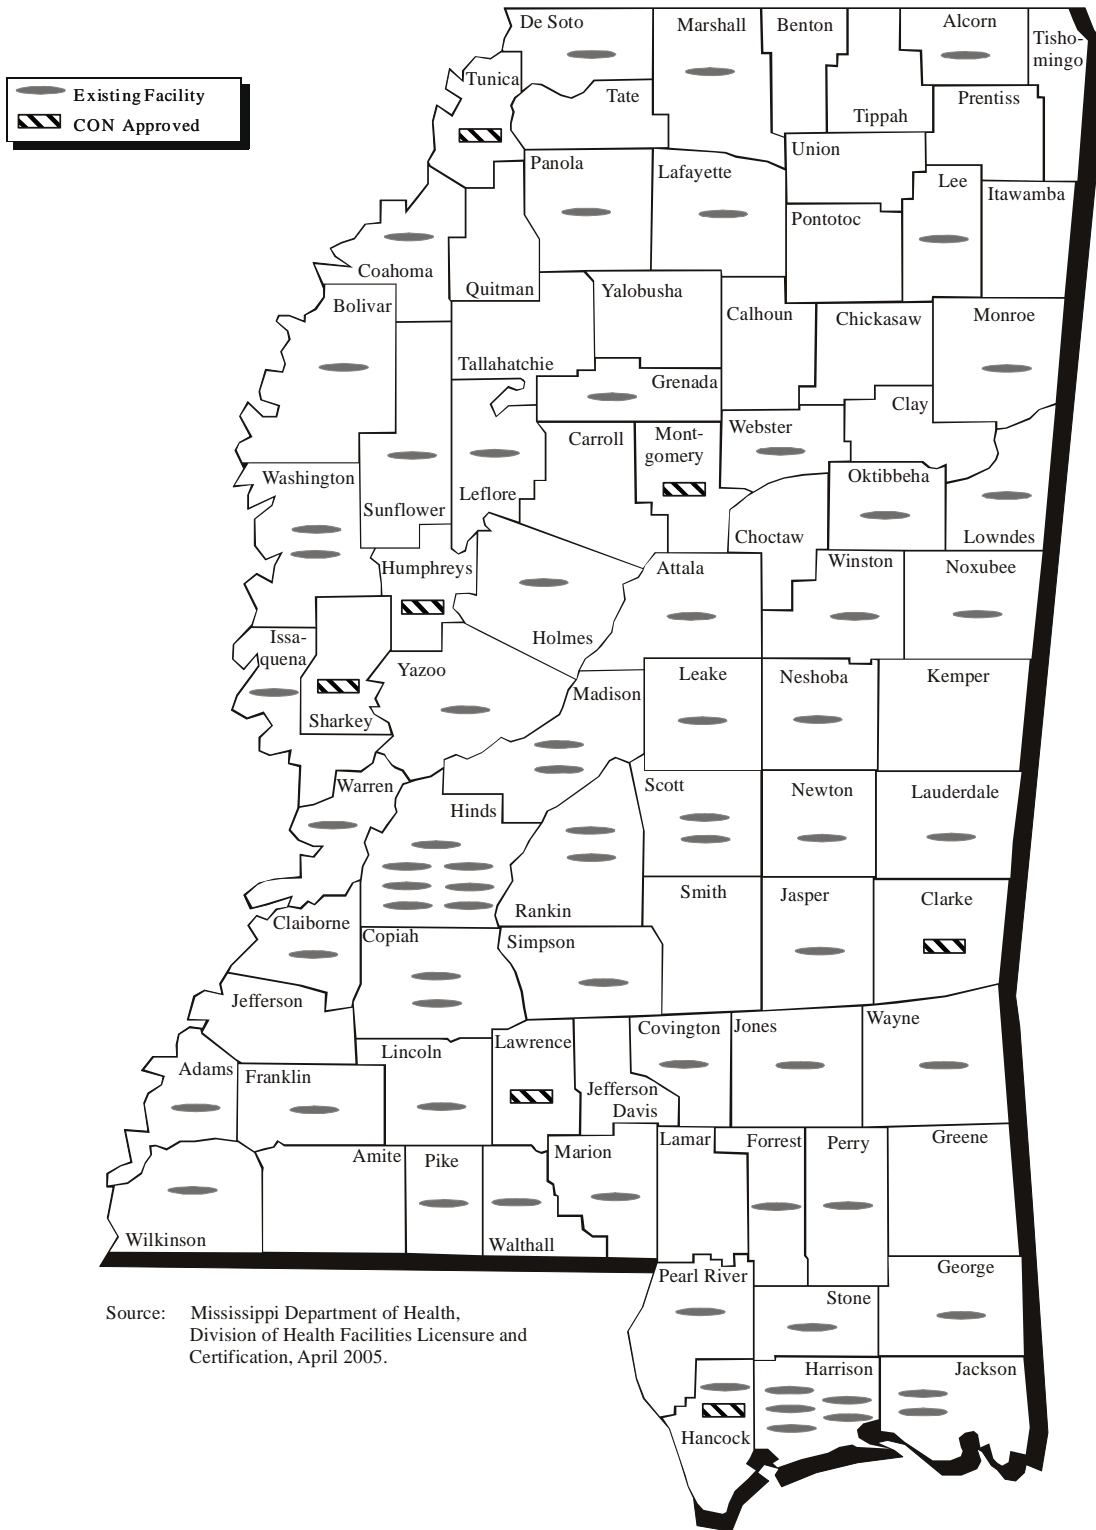 De Soto
Marshall
Benton
Alcorn
Tisho-
mingo
Tunica
Existing Facility
CON Approved
Tate
Prentiss
Tippah
Union
Panola
Lafayette
Lee
Itawamba
Pontotoc
Coahoma
Quitman
Yalobusha
Bolivar
Calhoun
Chickasaw
Monroe
Tallahatchie
Grenada
Clay
Webster
Carroll
Mont-
gomery
Washington
Leflore
Oktibbeha
Sunflower
Choctaw
Lowndes
Humphreys
Attala
Winston
Noxubee
Issa-
quena
Holmes
Yazoo
Leake
Neshoba
Kemper
Madison
Sharkey
Warren
Scott
Newton
Lauderdale
Hinds
Smith
Jasper
Clarke
Rankin
Claiborne
Copiah
Simpson
Jefferson
Covington
Jones
Wayne
Lawrence
Lincoln
Adams
Franklin
Jefferson
Davis
Amite
Pike
Marion
Lamar
Forrest
Perry
Greene
Wilkinson
Walthall
Pearl River
George
Stone
Source: Mississippi Department of Health,
Division of Health Facilities Licensure and
Certification, April 2005.
Harrison
Jackson
Hancock